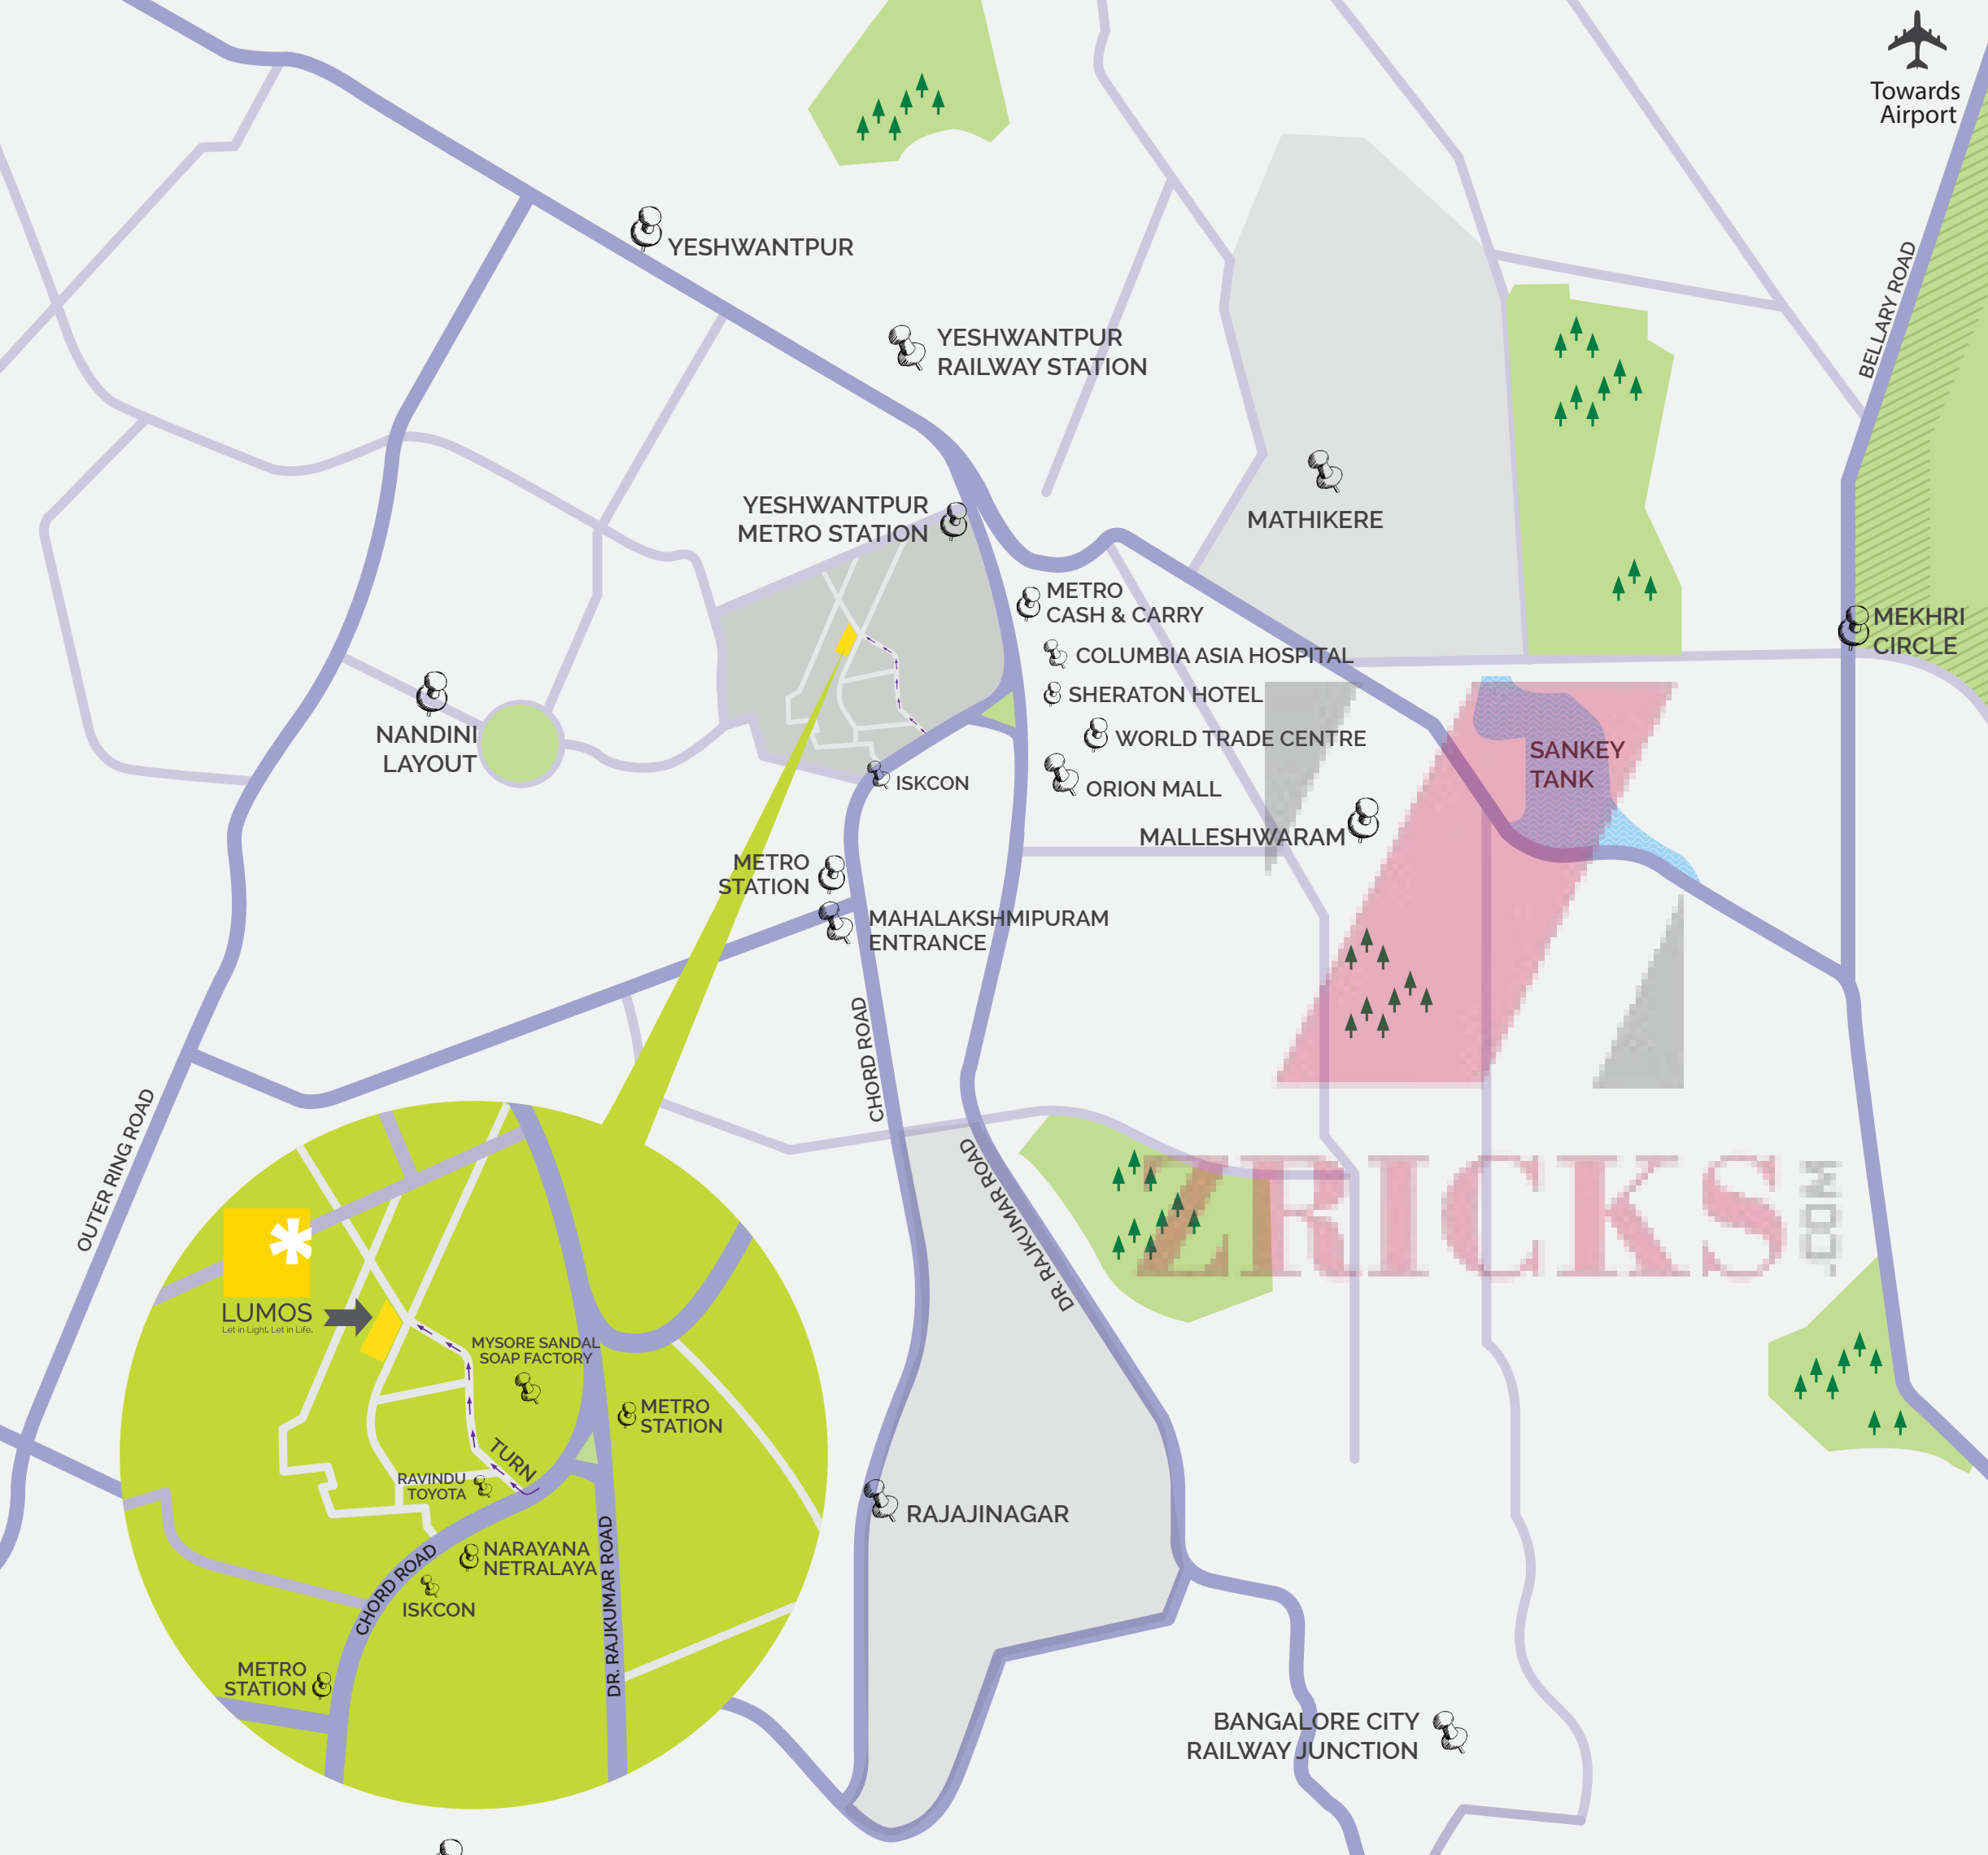 Towards
Airport
BELLARY ROAD
YESHWANTPUR
YESHWANTPUR
RAILWAY STATION
YESHWANTPUR
METRO STATION
MATHIKERE
METRO
CASH & CARRY
MEKHRI
CIRCLE
COLUMBIA ASIA HOSPITAL
SHERATON HOTEL
NANDINI
LAYOUT
WORLD TRADE CENTRE
SANKEY
TANK
ISKCON
ORION MALL
MALLESHWARAM
METRO
STATION
MAHALAKSHMIPURAM
ENTRANCE
CHORD ROAD
OUTER RING ROAD
DR. RAJKUMAR ROAD
ZRICKS
.COM
LUMOS
Let in Light. Let in Life.
MYSORE SANDAL
SOAP FACTORY
METRO
STATION
TURN
RAVINDU
TOYOTA
NARAYANA
NETRALAYA
CHORD ROAD
ISKCON
DR. RAJKUMAR ROAD
METRO
STATION
RAJAJINAGAR
BANGALORE CITY
RAILWAY JUNCTION